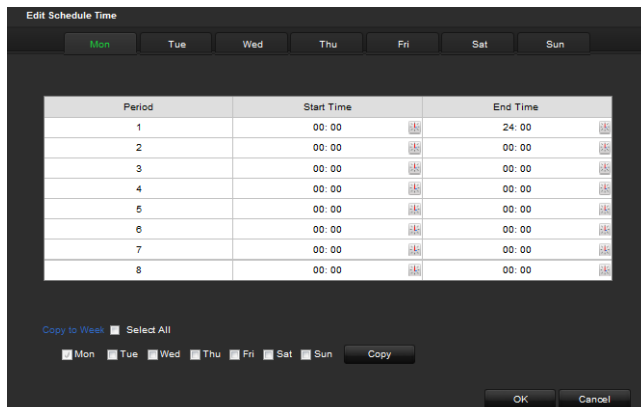 Edit Schedule Time
Mon Tue Wed Thu Fri Sat Sun
Period Start Time End Time
1 00: 00 24: 00
2 00: 00 00: 00
3 00: 00 00: 00
4 00: 00 00: 00
5 00: 00 00: 00
6 00: 00 00: 00
7 00: 00 00: 00
8 00: 00 00: 00
Copy to Week Select All
Mon Tue Wed Thu Fri Sat Sun Copy
OK Cancel